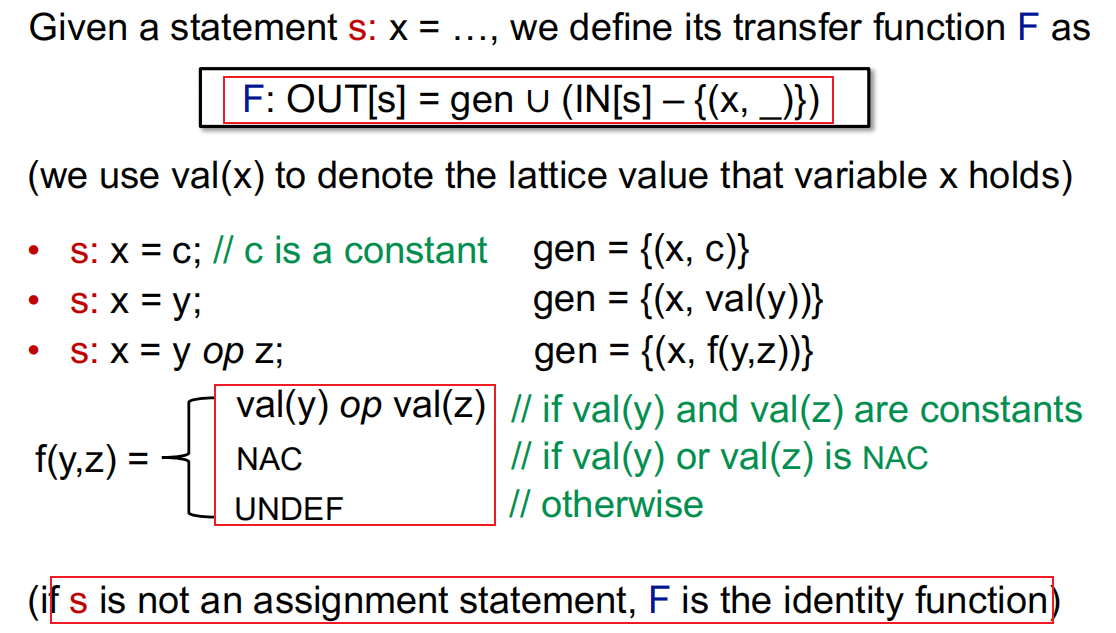 Given a statement s: x = …, we define its transfer function F as
F: OUT[s] = gen ∪ (IN[s] – {(x, _)})
(we use val(x) to denote the lattice value that variable x holds)
• s: x = c; // c is a constant gen = {(x, c)}
• s: x = y; gen = {(x, val(y))}
• s: x = y op z; gen = {(x, f(y,z))}
val(y) op val(z) // if val(y) and val(z) are constants
f(y,z) = NAC // if val(y) or val(z) is NAC
UNDEF // otherwise
(if s is not an assignment statement, F is the identity function)